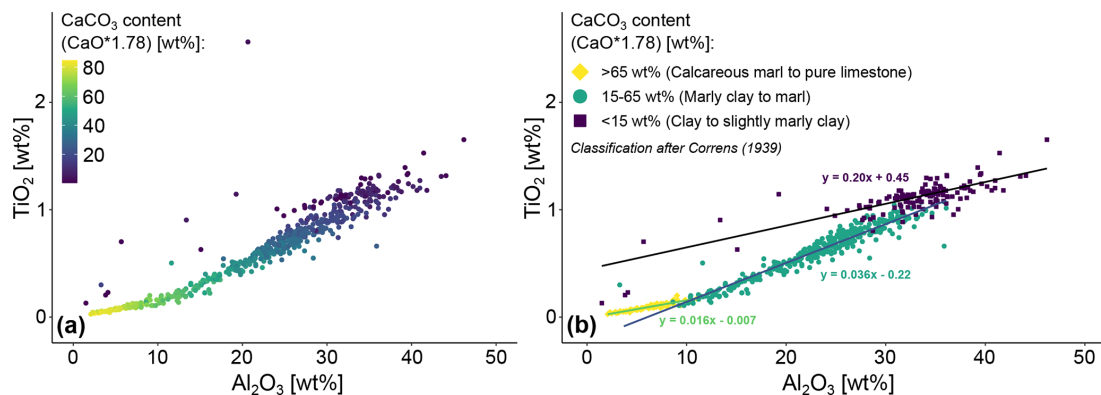 CaCO₃ content
(CaO*1.78) [wt%]:
80
60
40
20
2
1
0
TiO₂ [wt%]
(a)
0 10 20 30 40 50
Al₂O₃ [wt%]
CaCO₃ content
(CaO*1.78) [wt%]:
>65 wt% (Calcareous marl to pure limestone)
15-65 wt% (Marly clay to marl)
<15 wt% (Clay to slightly marly clay)
Classification after Correns (1939)
y = 0.20x + 0.45
y = 0.036x - 0.22
y = 0.016x - 0.007
2
1
0
TiO₂ [wt%]
(b)
0 10 20 30 40 50
Al₂O₃ [wt%]